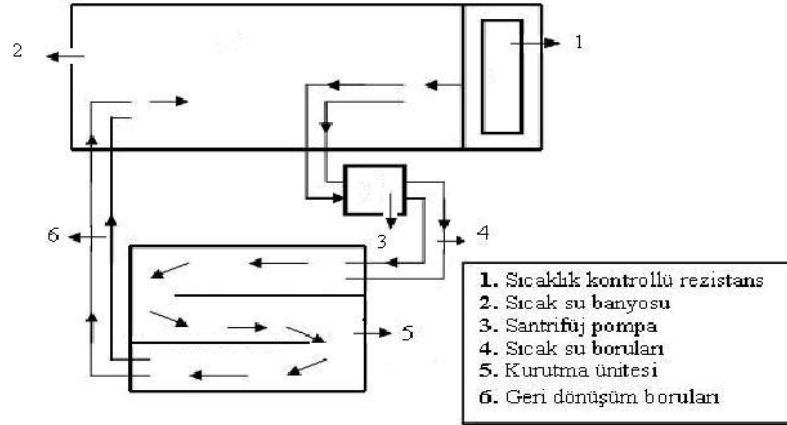 1
2
3
4
6
5
1. Sıcaklık kontrollü rezistans
2. Sıcak su banyosu
3. Santrifüj pompa
4. Sıcak su boruları
5. Kurutma ünitesi
6. Geri dönüşüm boruları